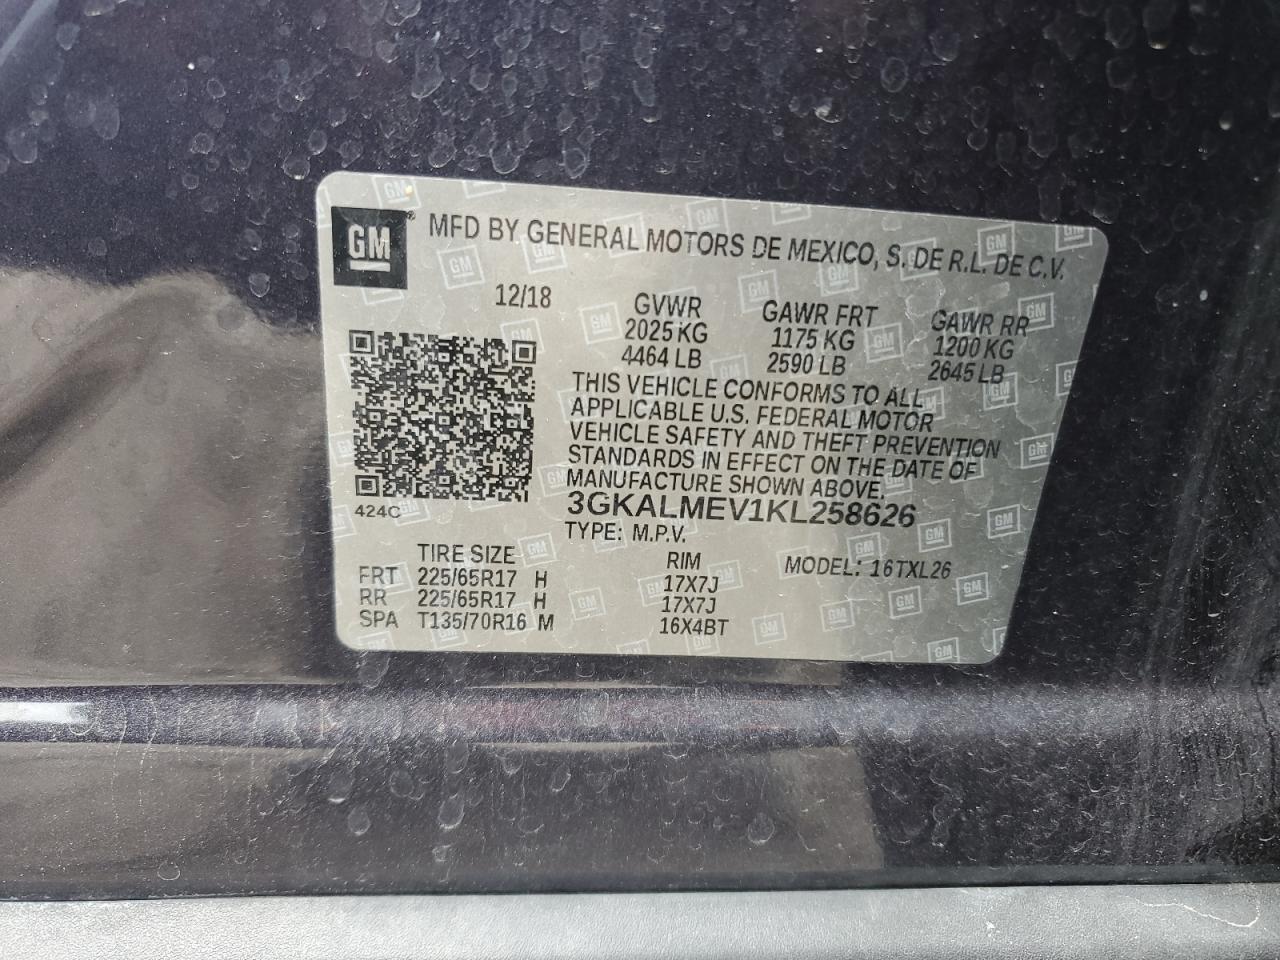 GM® MFD BY GENERAL MOTORS DE MEXICO, S. DE R.L. DE C.V.
12/18 GVWR GAWR FRT GAWR RR
2025 KG 1175 KG 1200 KG
4464 LB 2590 LB 2645 LB
THIS VEHICLE CONFORMS TO ALL
APPLICABLE U.S. FEDERAL MOTOR
VEHICLE SAFETY AND THEFT PREVENTION
STANDARDS IN EFFECT ON THE DATE OF
MANUFACTURE SHOWN ABOVE.
424C 3GKALMEV1KL258626
TYPE: M.P.V.
TIRE SIZE RIM MODEL: 16TXL26
FRT 225/65R17 H 17X7J
RR 225/65R17 H 17X7J
SPA T135/70R16 M 16X4BT